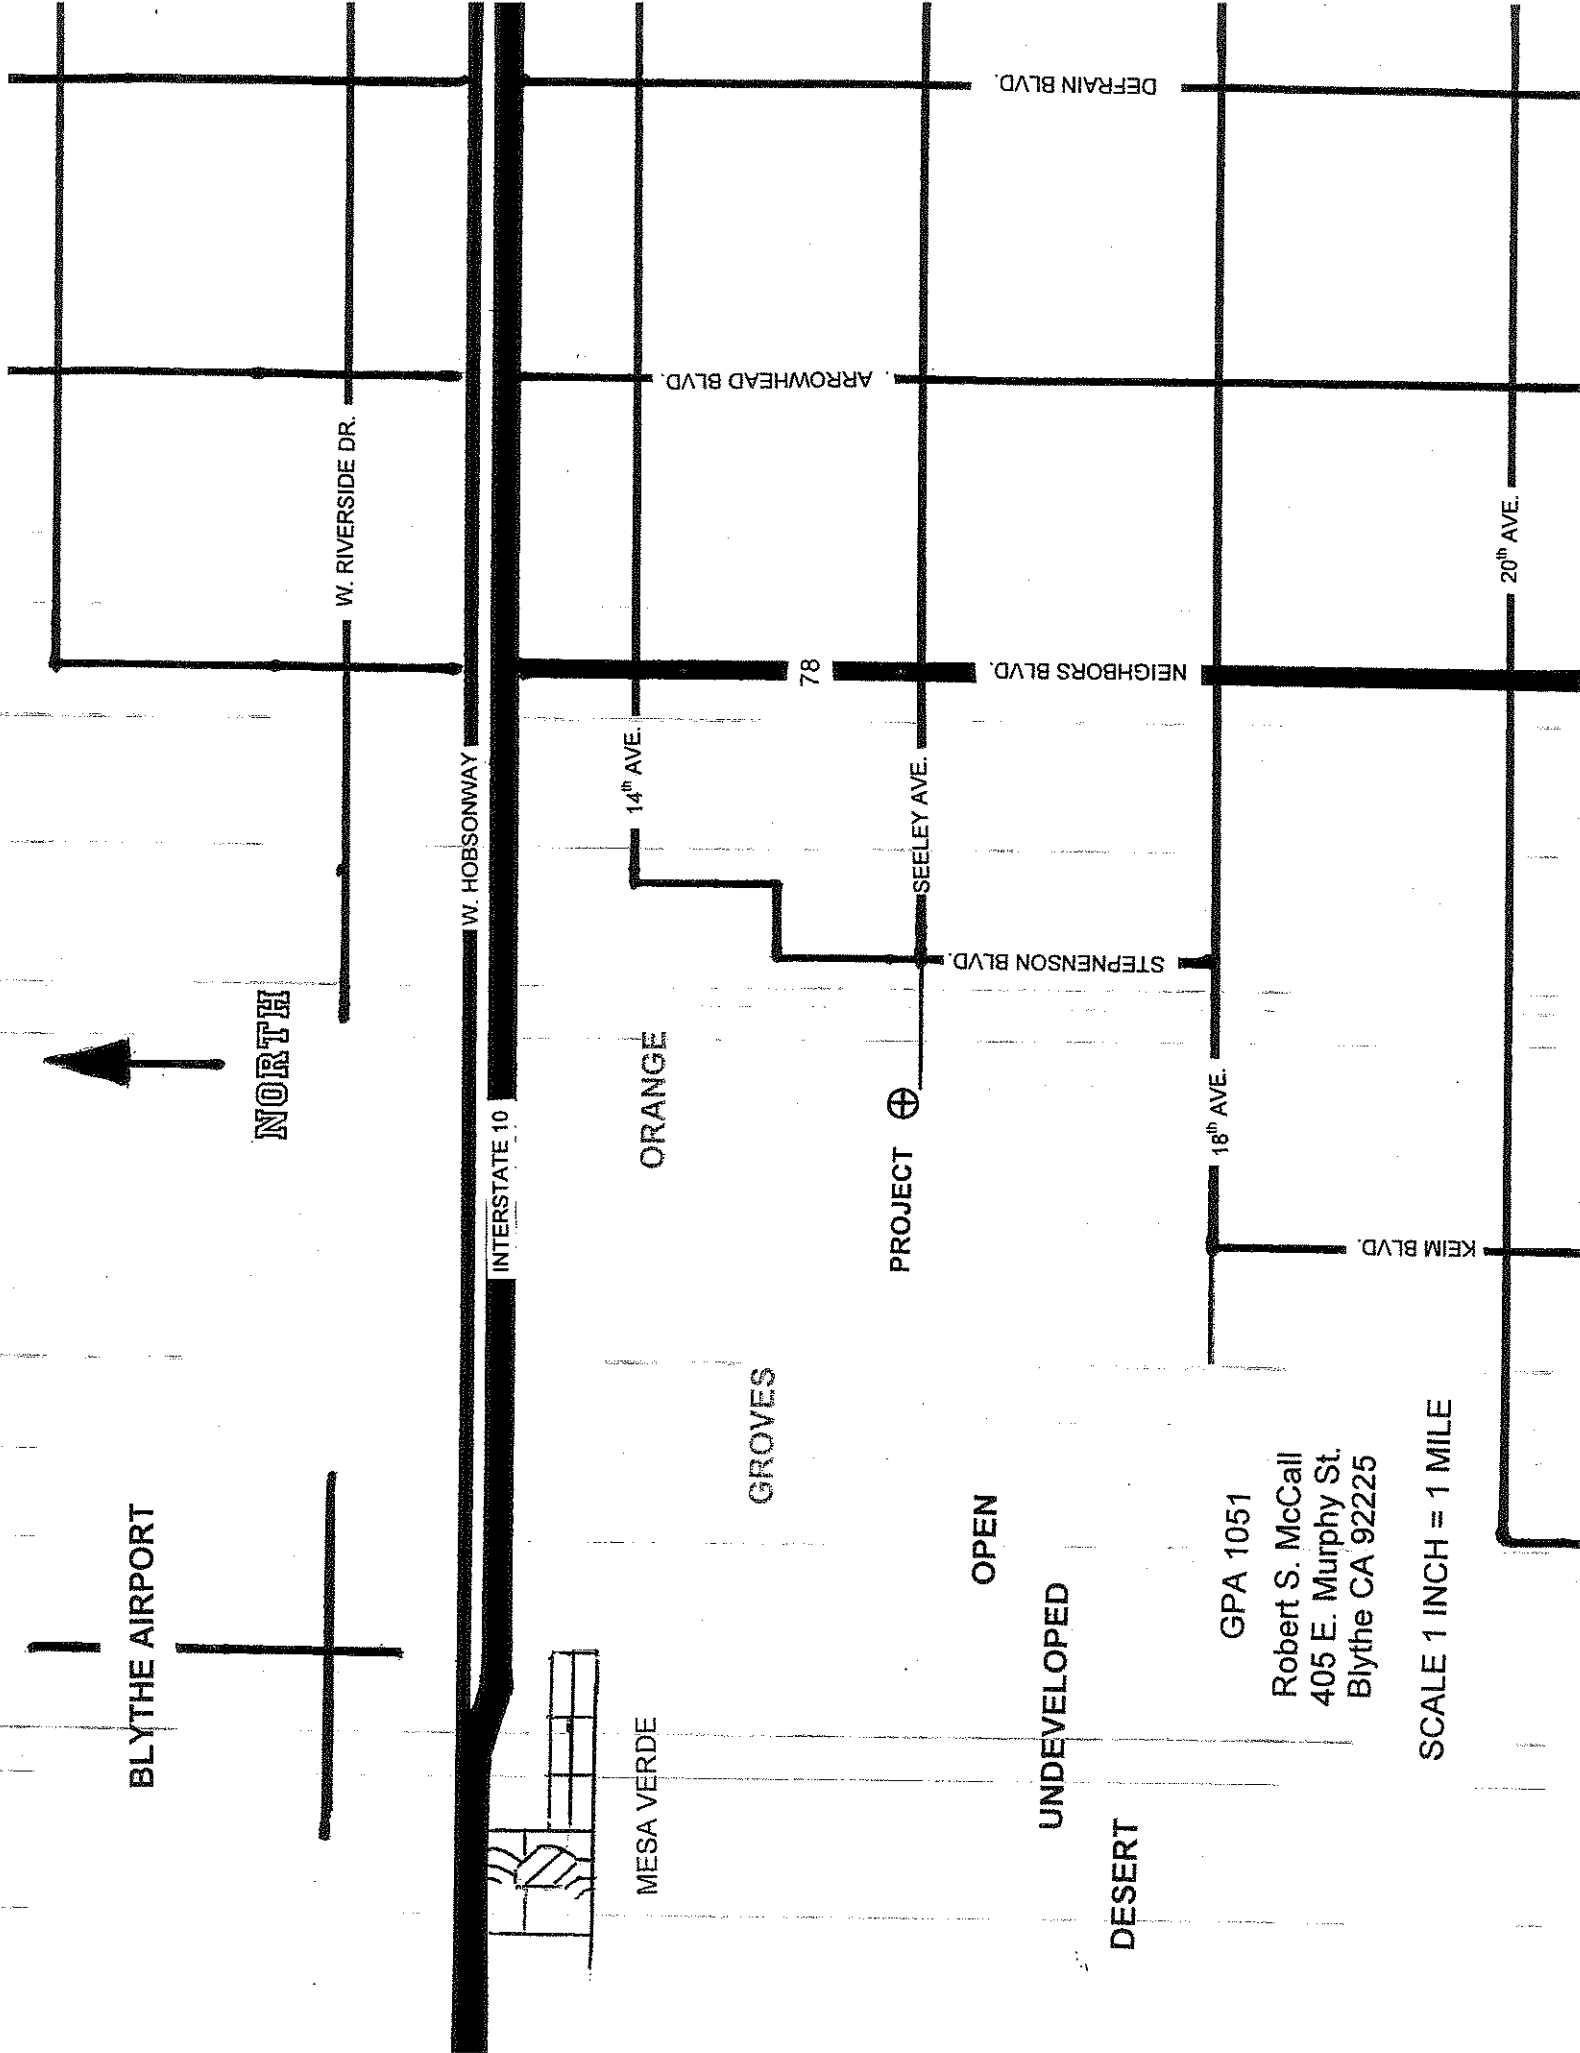 BLYTHE AIRPORT
NORTH
W. RIVERSIDE DR.
W. HOBSONWAY
INTERSTATE 10
MESA VERDE
ORANGE
GROVES
14th AVE.
78
ARROWHEAD BLVD.
DEFRAIN BLVD.
NEIGHBORS BLVD.
PROJECT
SEELEY AVE.
STEPNENSON BLVD.
OPEN
UNDEVELOPED
DESERT
18th AVE.
KEIM BLVD.
20th AVE.
GPA 1051
Robert S. McCall
405 E. Murphy St.
Blythe CA 92225
SCALE 1 INCH = 1 MILE